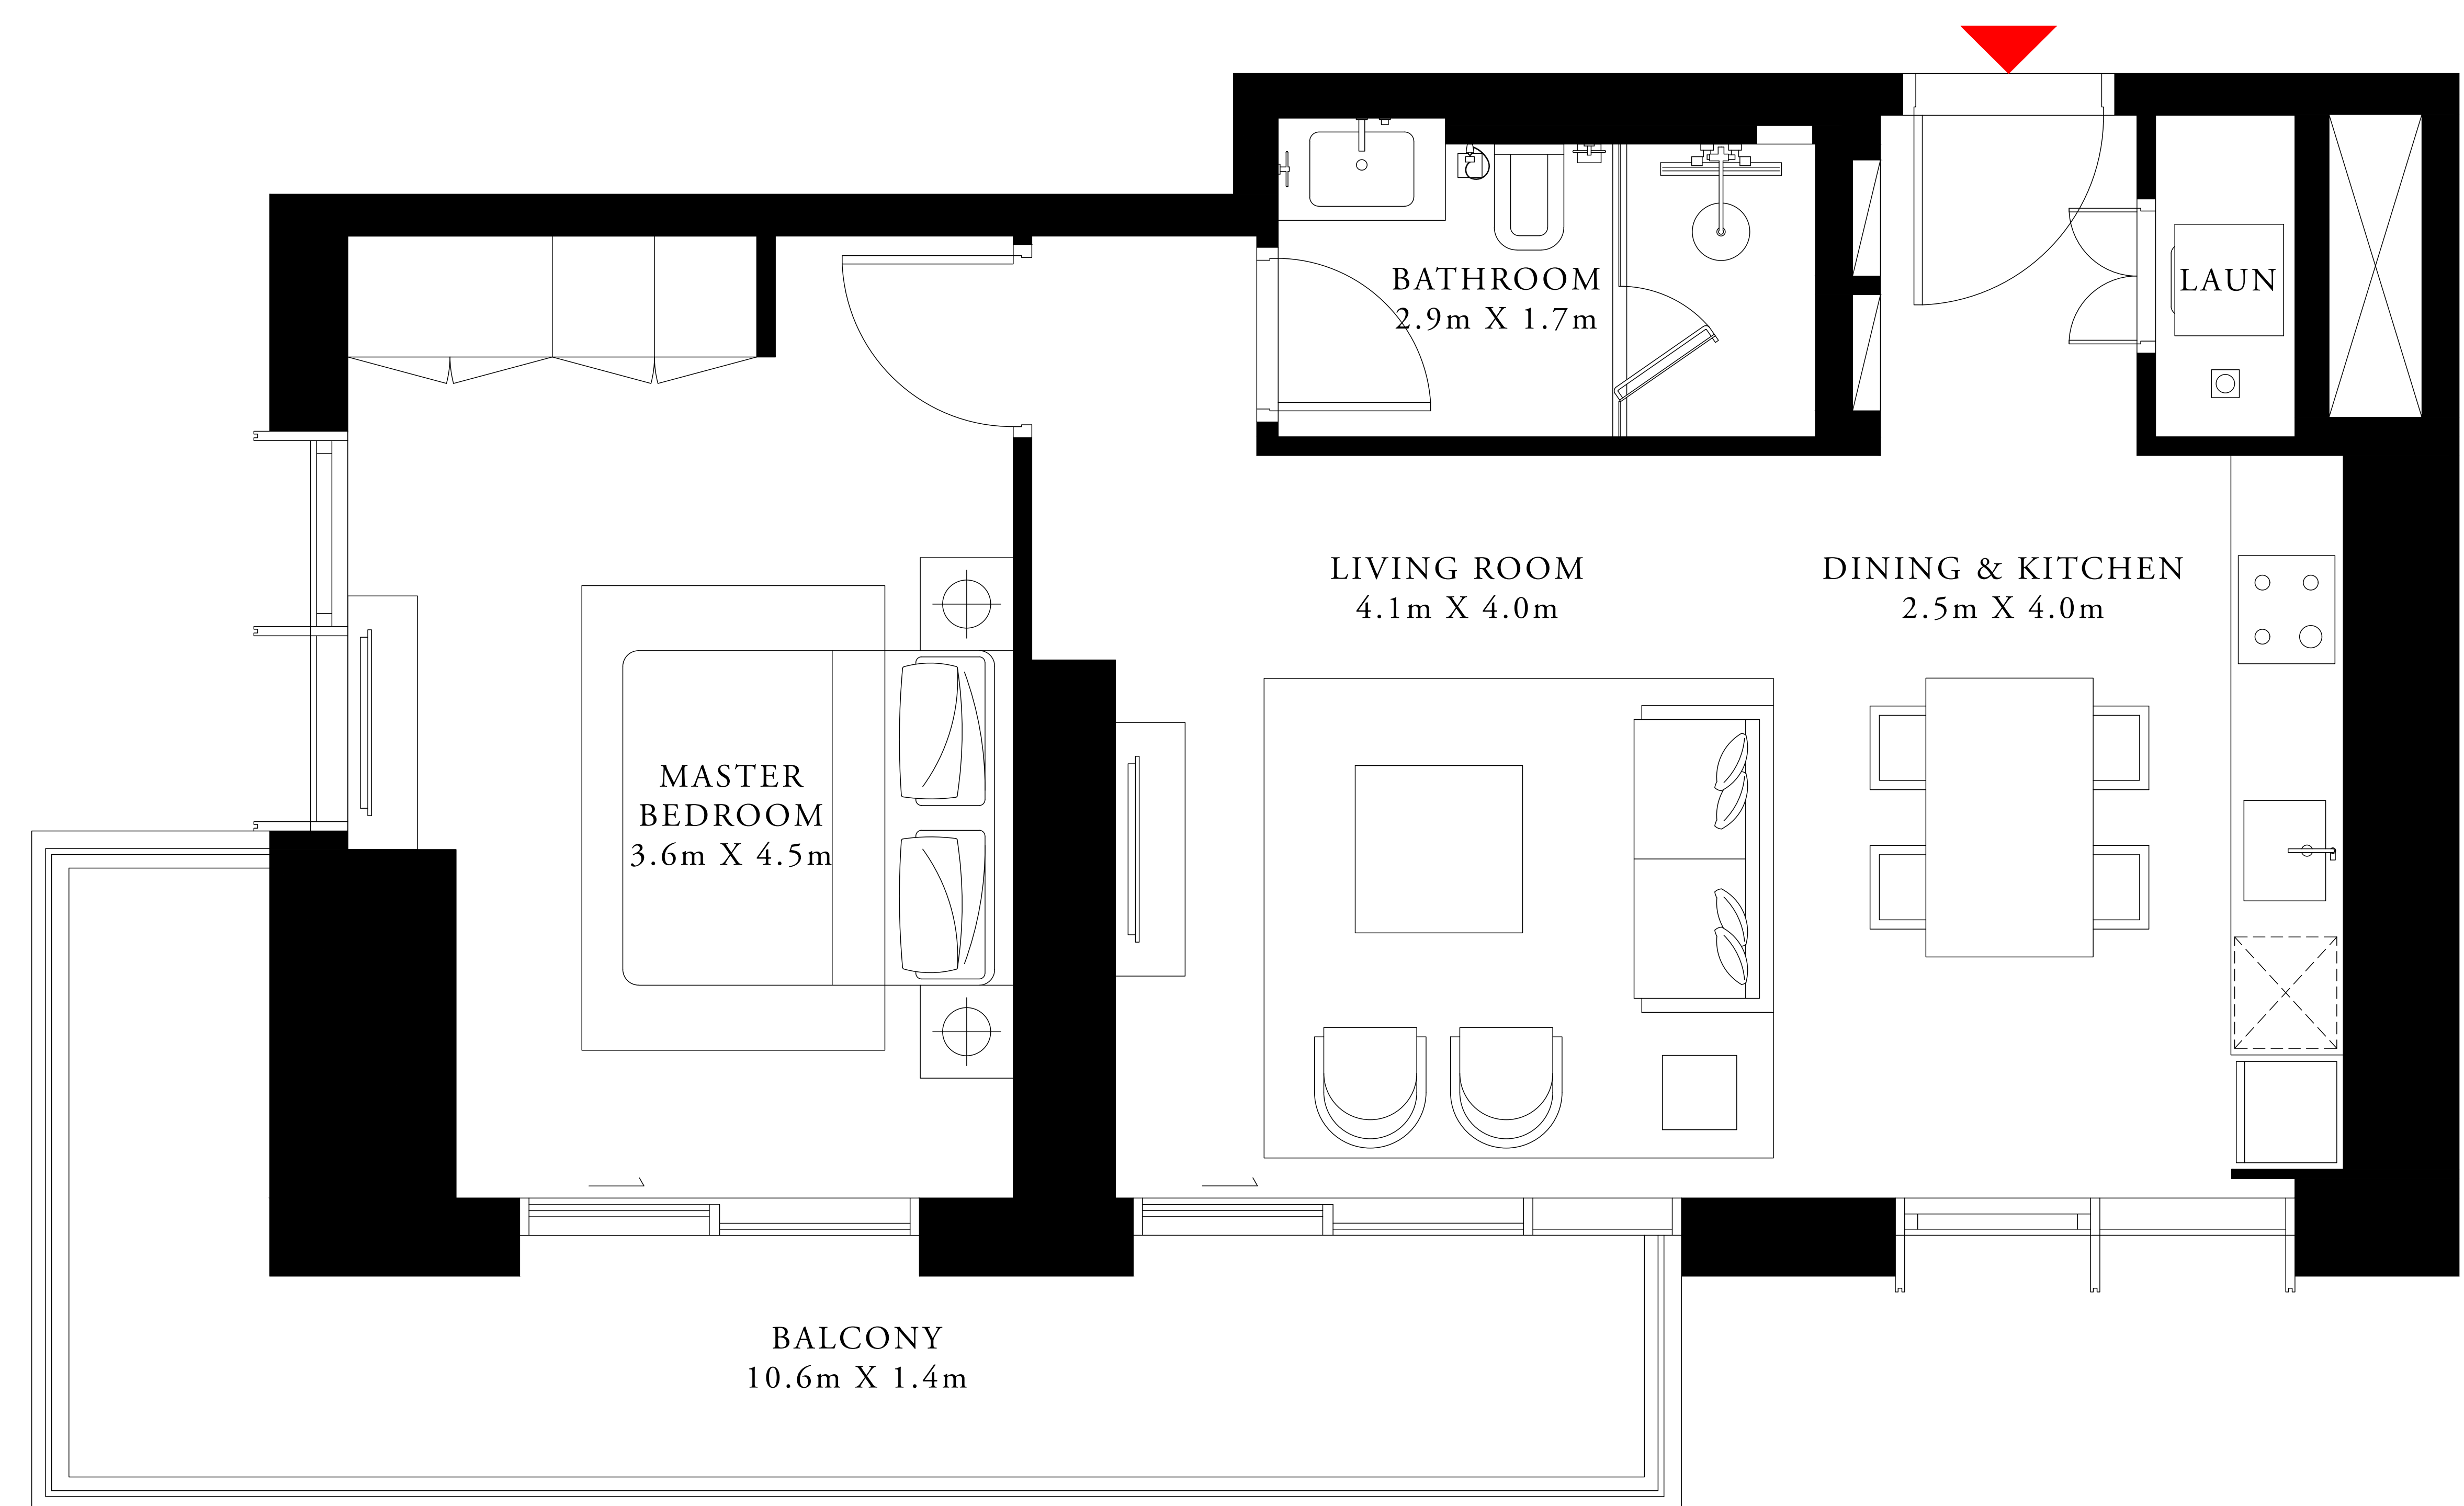 BATHROOM
2.9m X 1.7m
LAUN
LIVING ROOM
4.1m X 4.0m
DINING & KITCHEN
2.5m X 4.0m
MASTER
BEDROOM
3.6m X 4.5m
BALCONY
10.6m X 1.4m